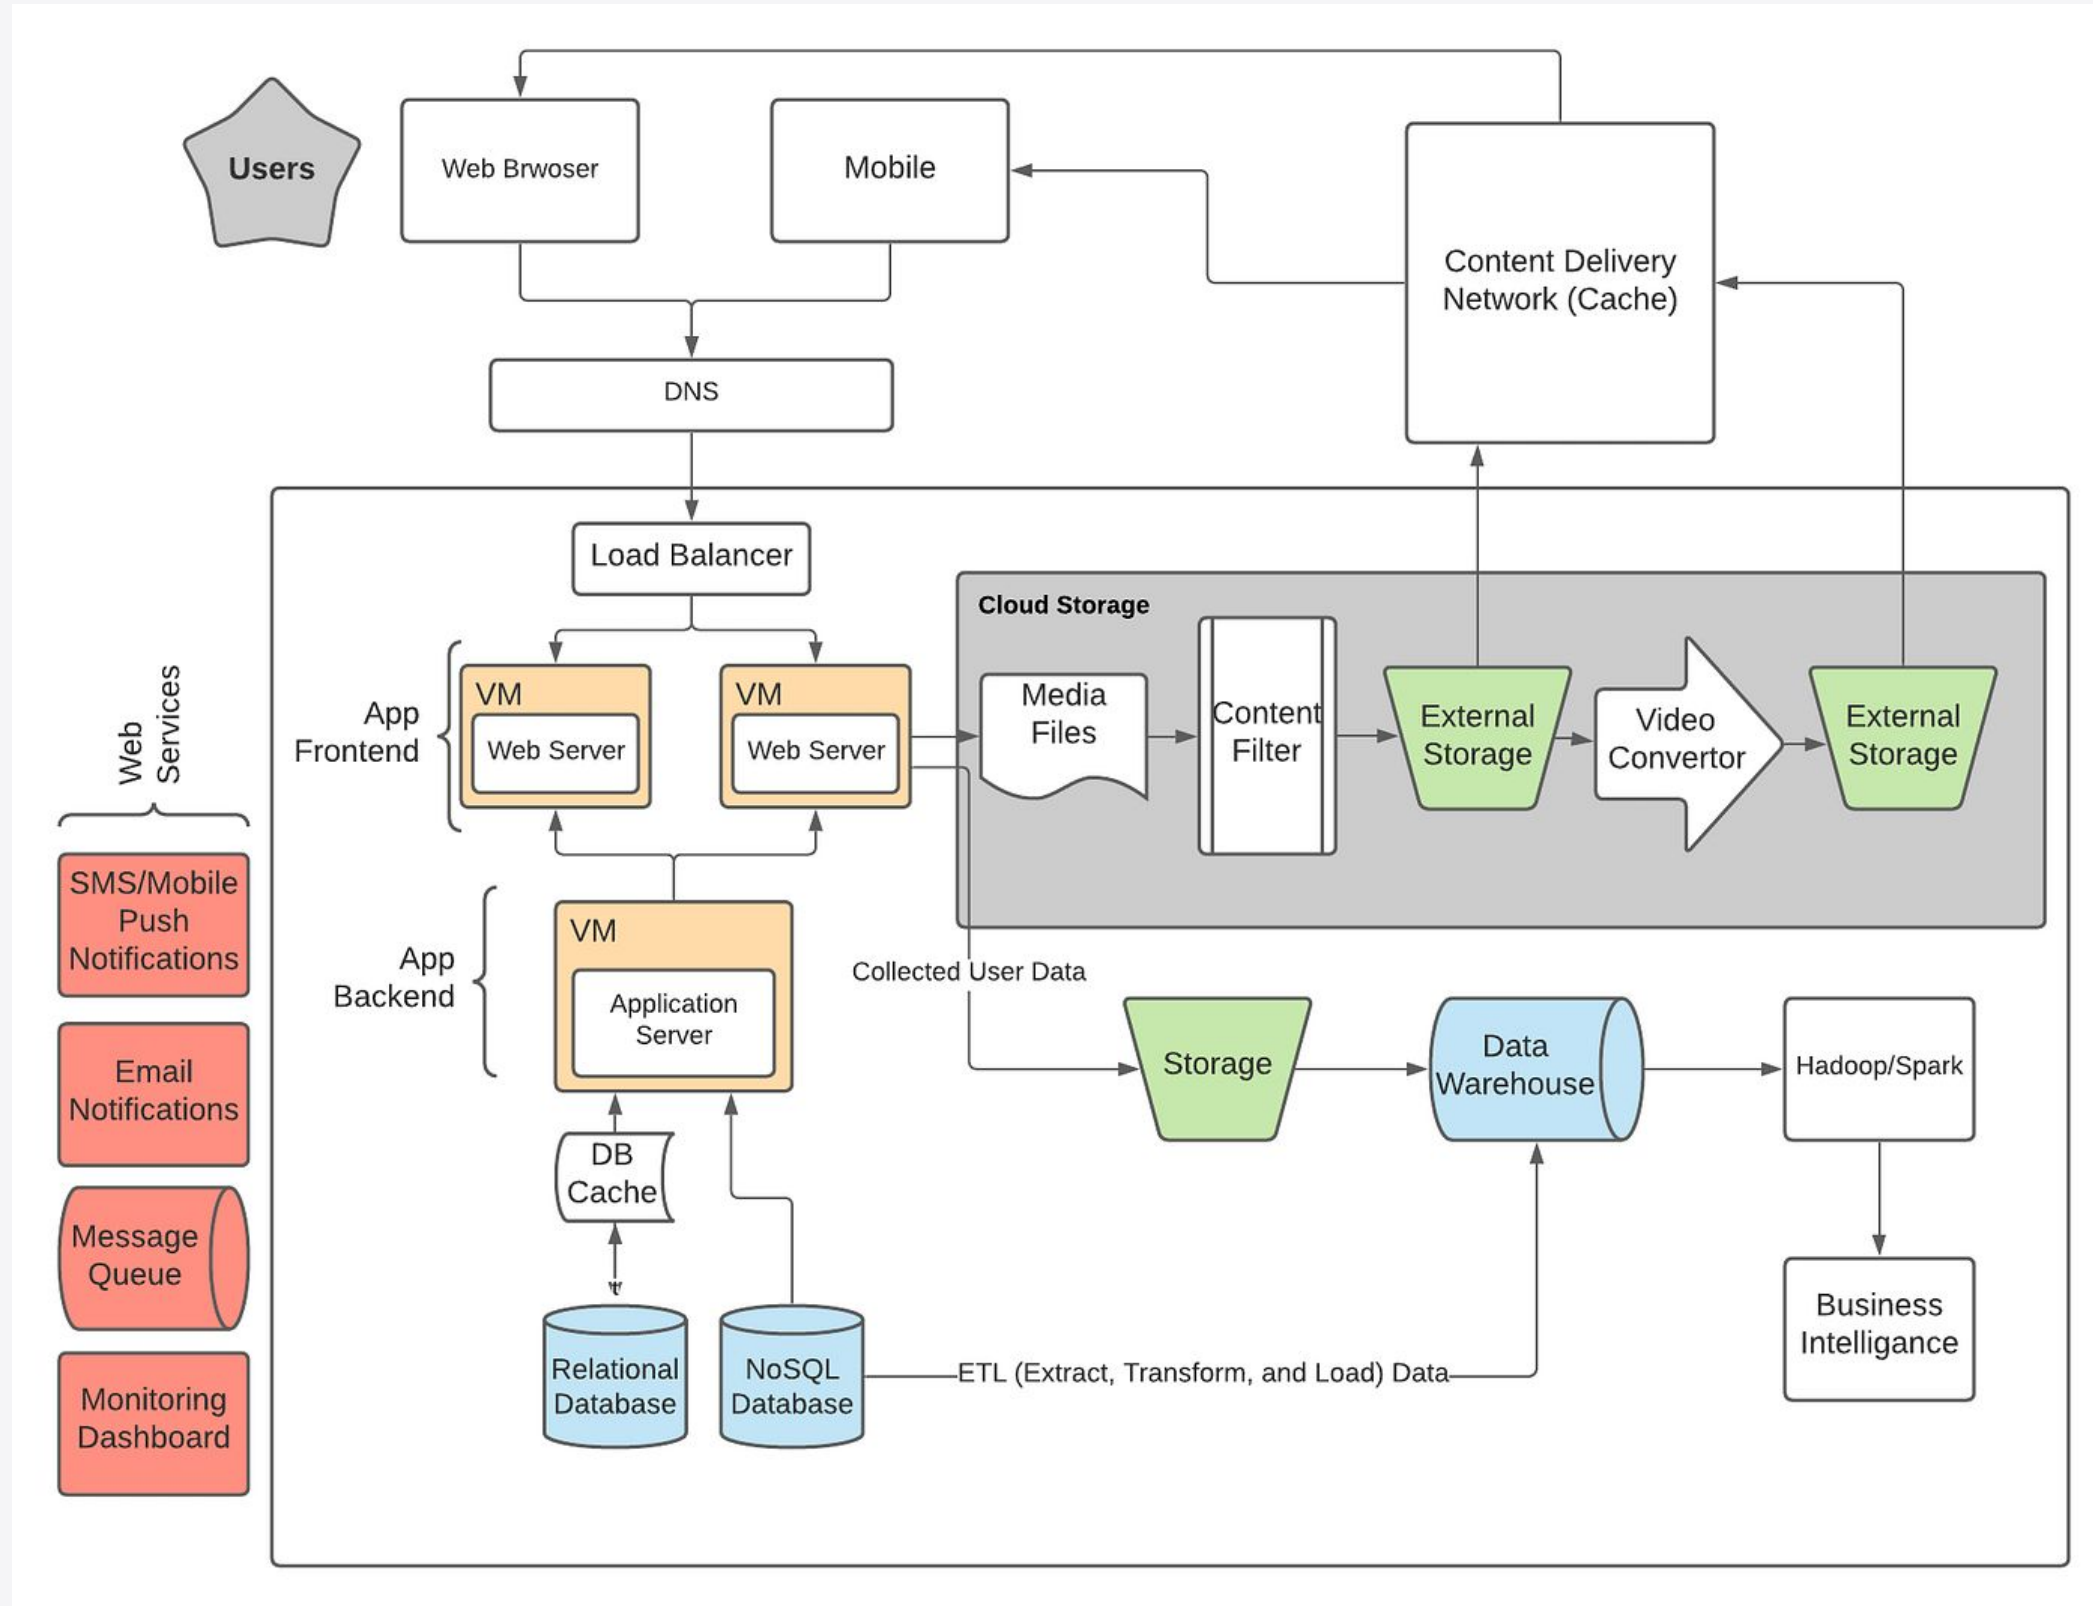 Users
Web Brwoser
Mobile
Content Delivery
Network (Cache)
DNS
Load Balancer
Cloud Storage
App
Frontend
VM
Web Server
VM
Web Server
Media
Files
Content
Filter
External
Storage
Video
Convertor
External
Storage
Web
Services
SMS/Mobile
Push
Notifications
Email
Notifications
Message
Queue
Monitoring
Dashboard
App
Backend
VM
Application
Server
Collected User Data
Storage
Data
Warehouse
Hadoop/Spark
DB
Cache
Relational
Database
NoSQL
Database
ETL (Extract, Transform, and Load) Data
Business
Intelligance